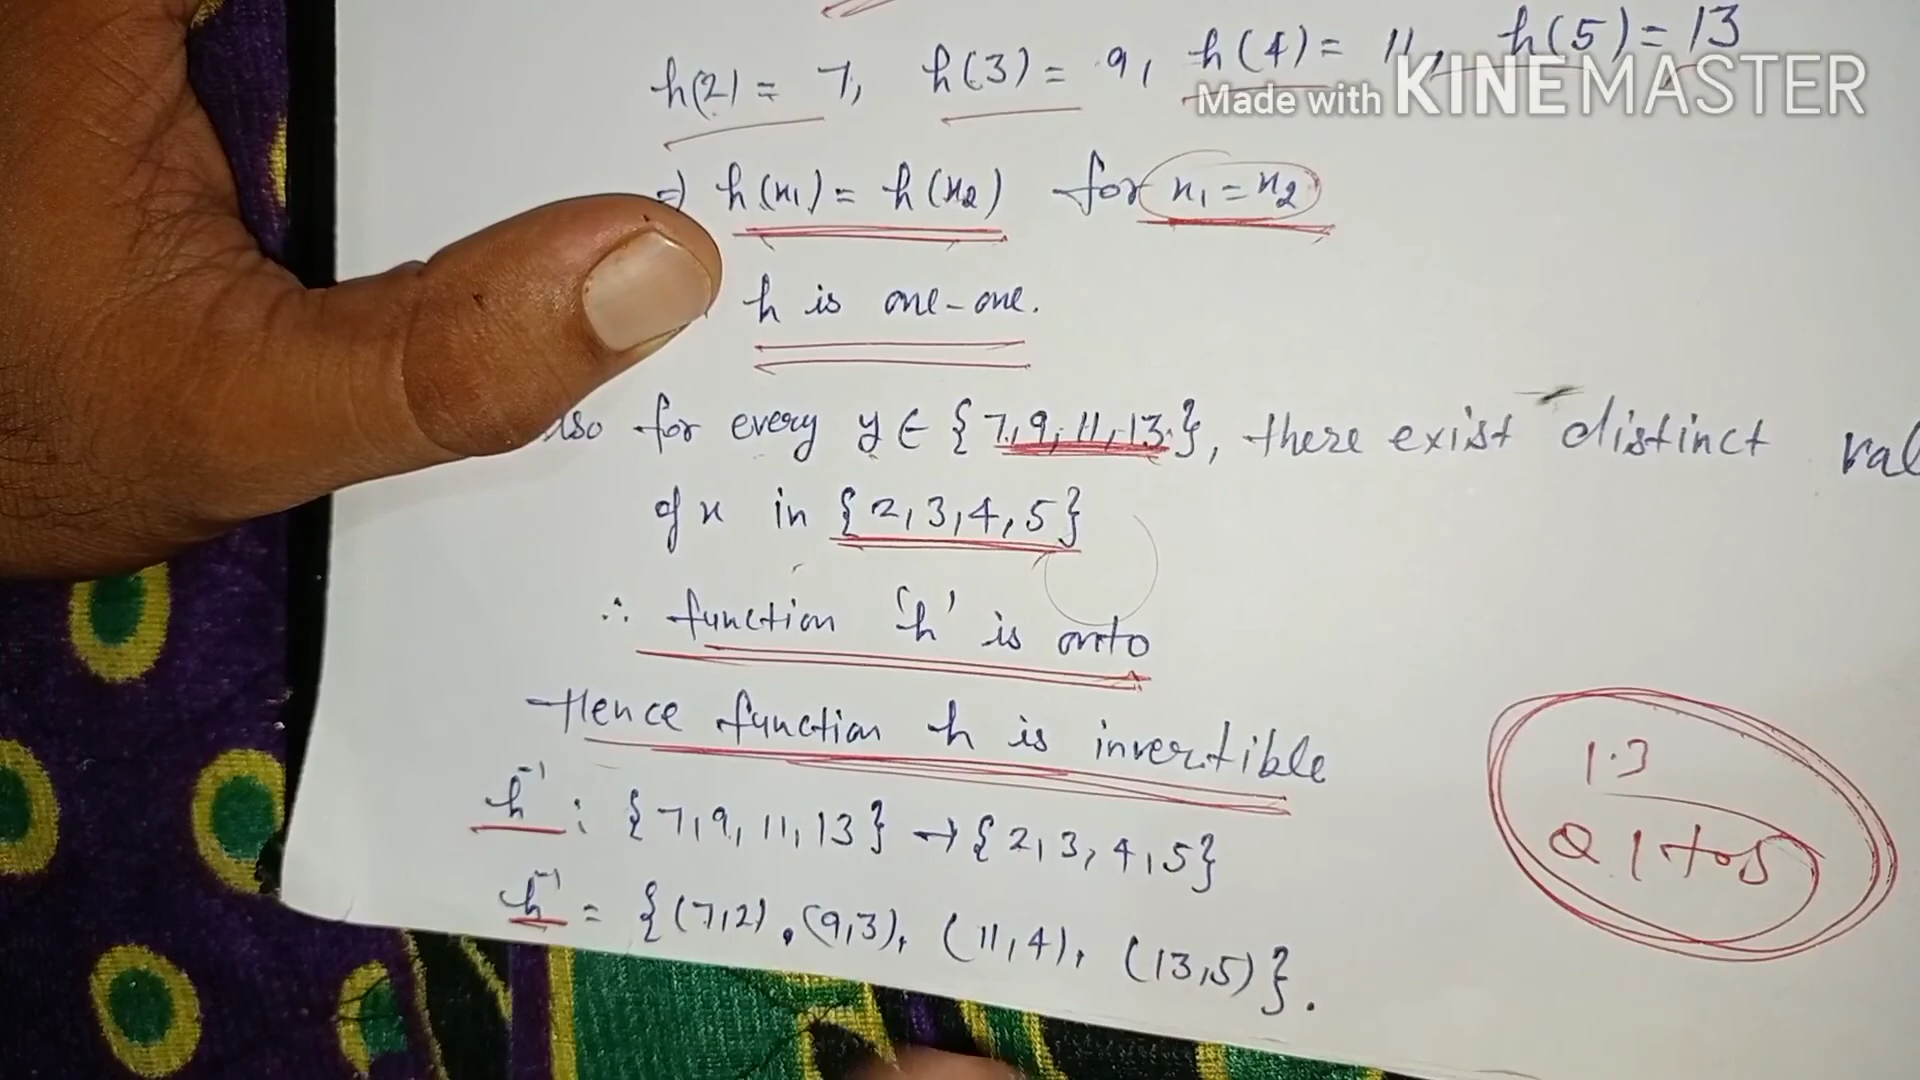 h(2) = 7, h(3) = 9, h(4) = 11, h(5) = 13
Made with KINEMASTER
⇒ h(x1) = h(x2) for x1 = x2
h is one-one.
for every y ∈ {7,9,11,13}, there exist distinct
of x in {2,3,4,5}
∴ function 'h' is onto
Hence function h is invertible
h⁻¹ : {7,9,11,13} → {2,3,4,5}
h⁻¹ = {(7,2),(9,3),(11,4),(13,5)}.
1.3
Q 1 to 5